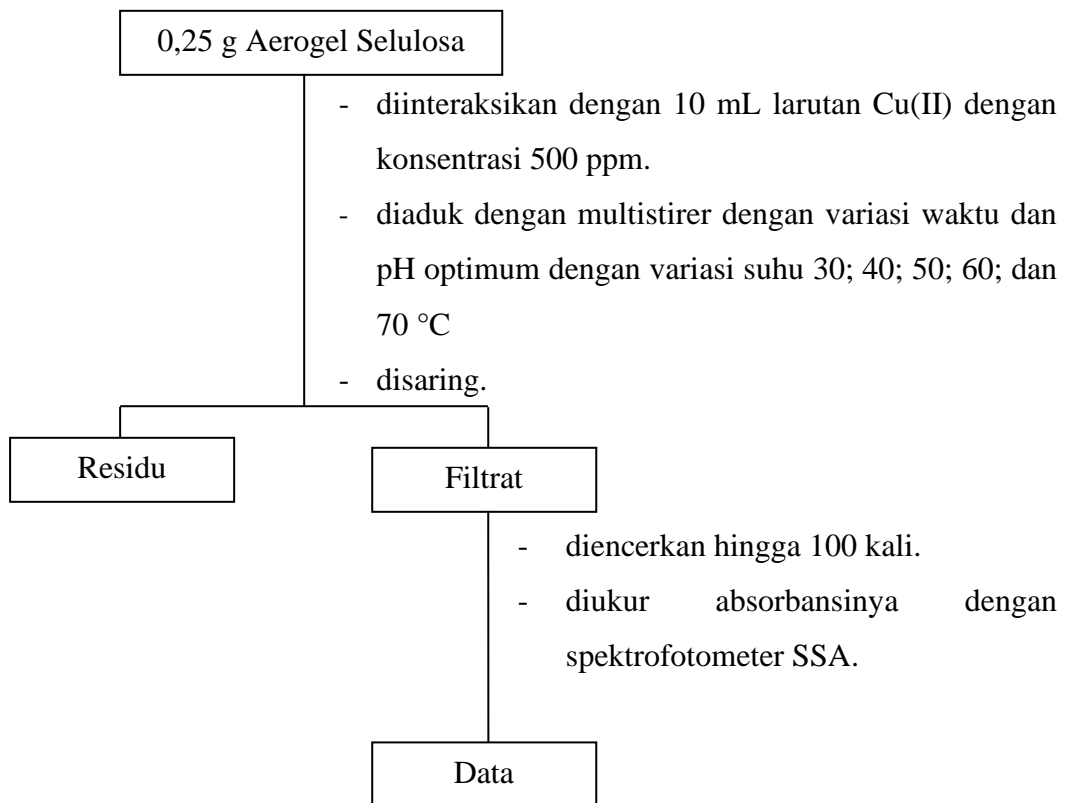 0,25 g Aerogel Selulosa
- diinteraksikan dengan 10 mL larutan Cu(II) dengan
konsentrasi 500 ppm.
- diaduk dengan multistirer dengan variasi waktu dan
pH optimum dengan variasi suhu 30; 40; 50; 60; dan
70 °C
- disaring.
Residu
Filtrat
- diencerkan hingga 100 kali.
- diukur absorbansinya dengan
spektrofotometer SSA.
Data